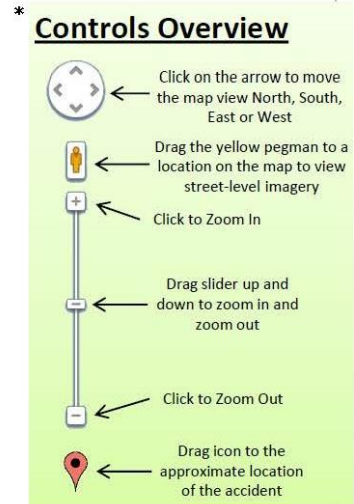 *
Controls Overview
Click on the arrow to move
the map view North, South,
East or West
Drag the yellow pegman to a
location on the map to view
street-level imagery
+
Click to Zoom In
Drag slider up and
down to zoom in and
zoom out
Click to Zoom Out
Drag icon to the
approximate location
of the accident